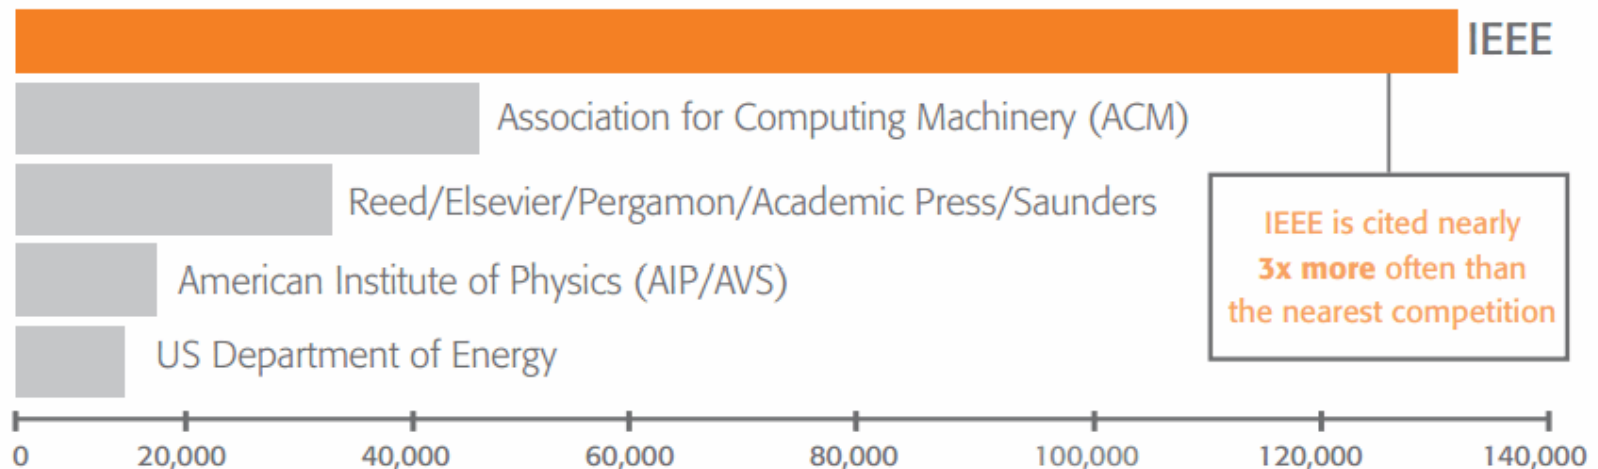 IEEE
Association for Computing Machinery (ACM)
Reed/Elsevier/Pergamon/Academic Press/Saunders
American Institute of Physics (AIP/AVS)
US Department of Energy
IEEE is cited nearly
3x more often than
the nearest competition
0 20,000 40,000 60,000 80,000 100,000 120,000 140,000